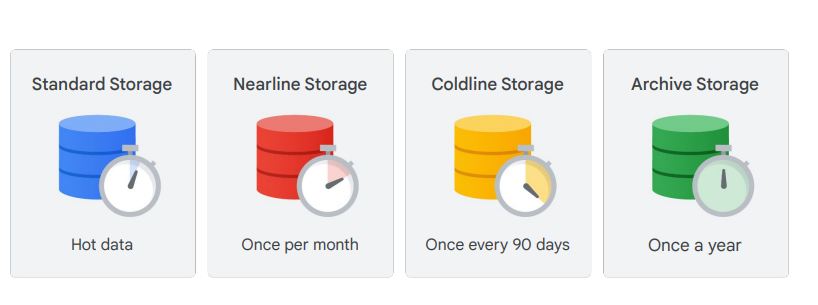 Standard Storage
Nearline Storage
Coldline Storage
Archive Storage
Hot data
Once per month
Once every 90 days
Once a year